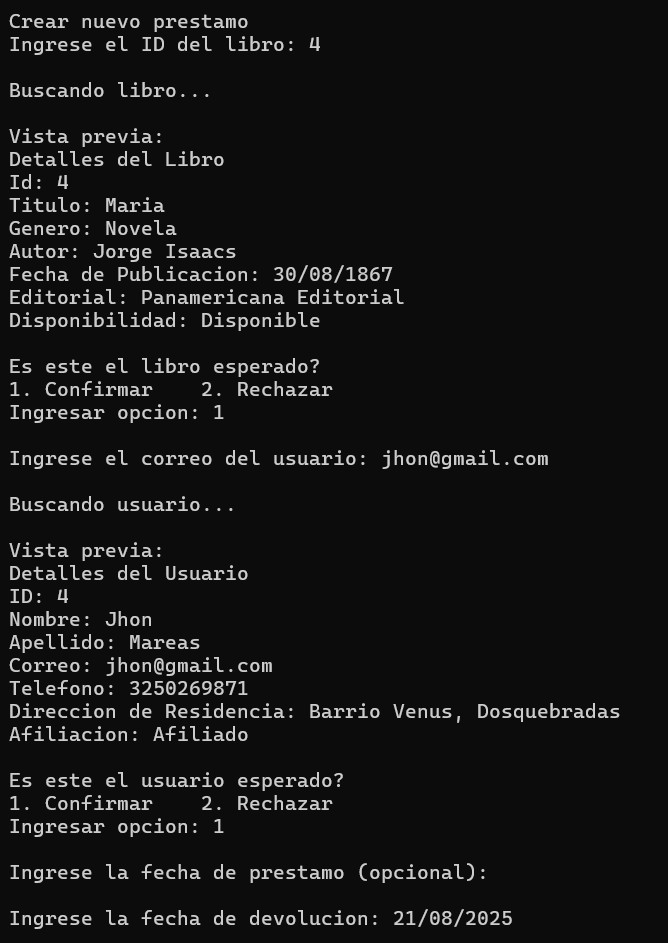 Crear nuevo prestamo
Ingrese el ID del libro: 4
Buscando libro...
Vista previa:
Detalles del Libro
Id: 4
Titulo: Maria
Genero: Novela
Autor: Jorge Isaacs
Fecha de Publicacion: 30/08/1867
Editorial: Panamericana Editorial
Disponibilidad: Disponible
Es este el libro esperado?
1. Confirmar    2. Rechazar
Ingresar opcion: 1
Ingrese el correo del usuario: jhon@gmail.com
Buscando usuario...
Vista previa:
Detalles del Usuario
ID: 4
Nombre: Jhon
Apellido: Mareas
Correo: jhon@gmail.com
Telefono: 3250269871
Direccion de Residencia: Barrio Venus, Dosquebradas
Afiliacion: Afiliado
Es este el usuario esperado?
1. Confirmar    2. Rechazar
Ingresar opcion: 1
Ingrese la fecha de prestamo (opcional):
Ingrese la fecha de devolucion: 21/08/2025